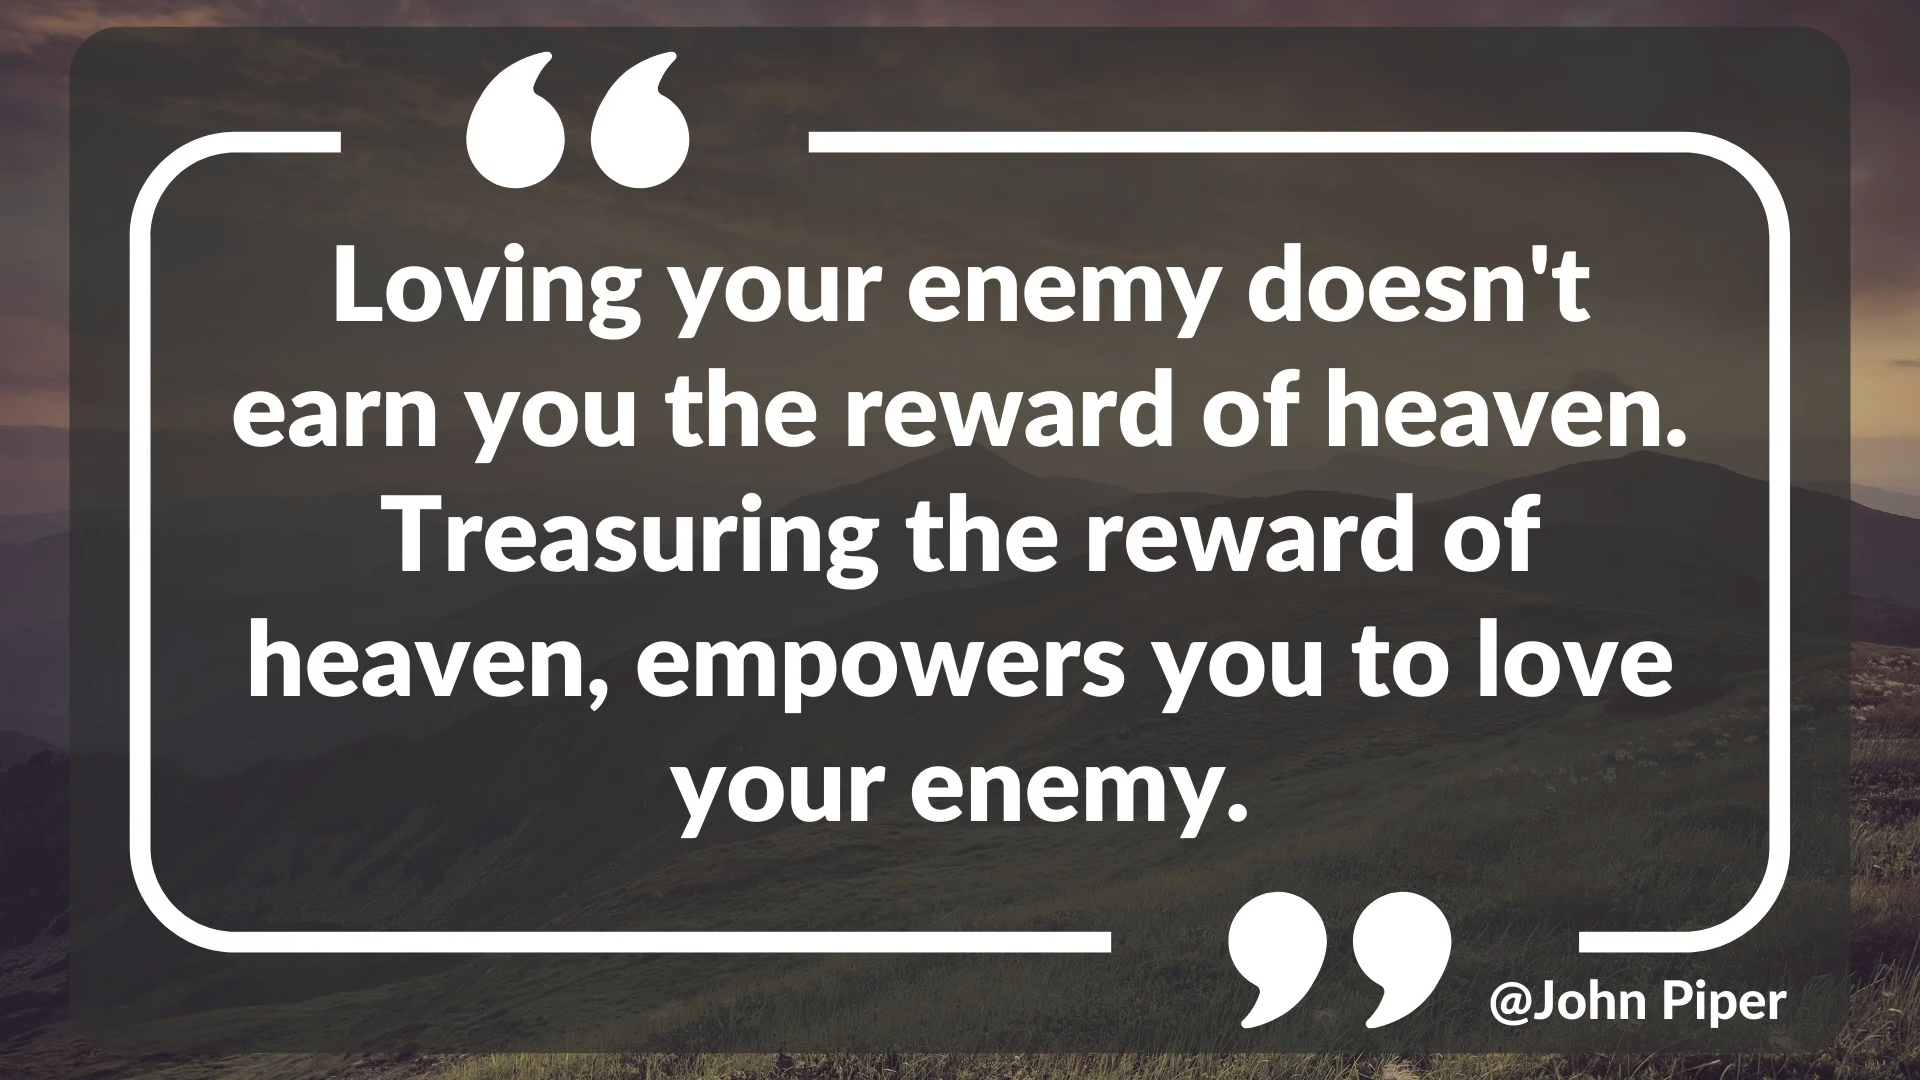 Loving your enemy doesn't
earn you the reward of heaven.
Treasuring the reward of
heaven, empowers you to love
your enemy.
@John Piper